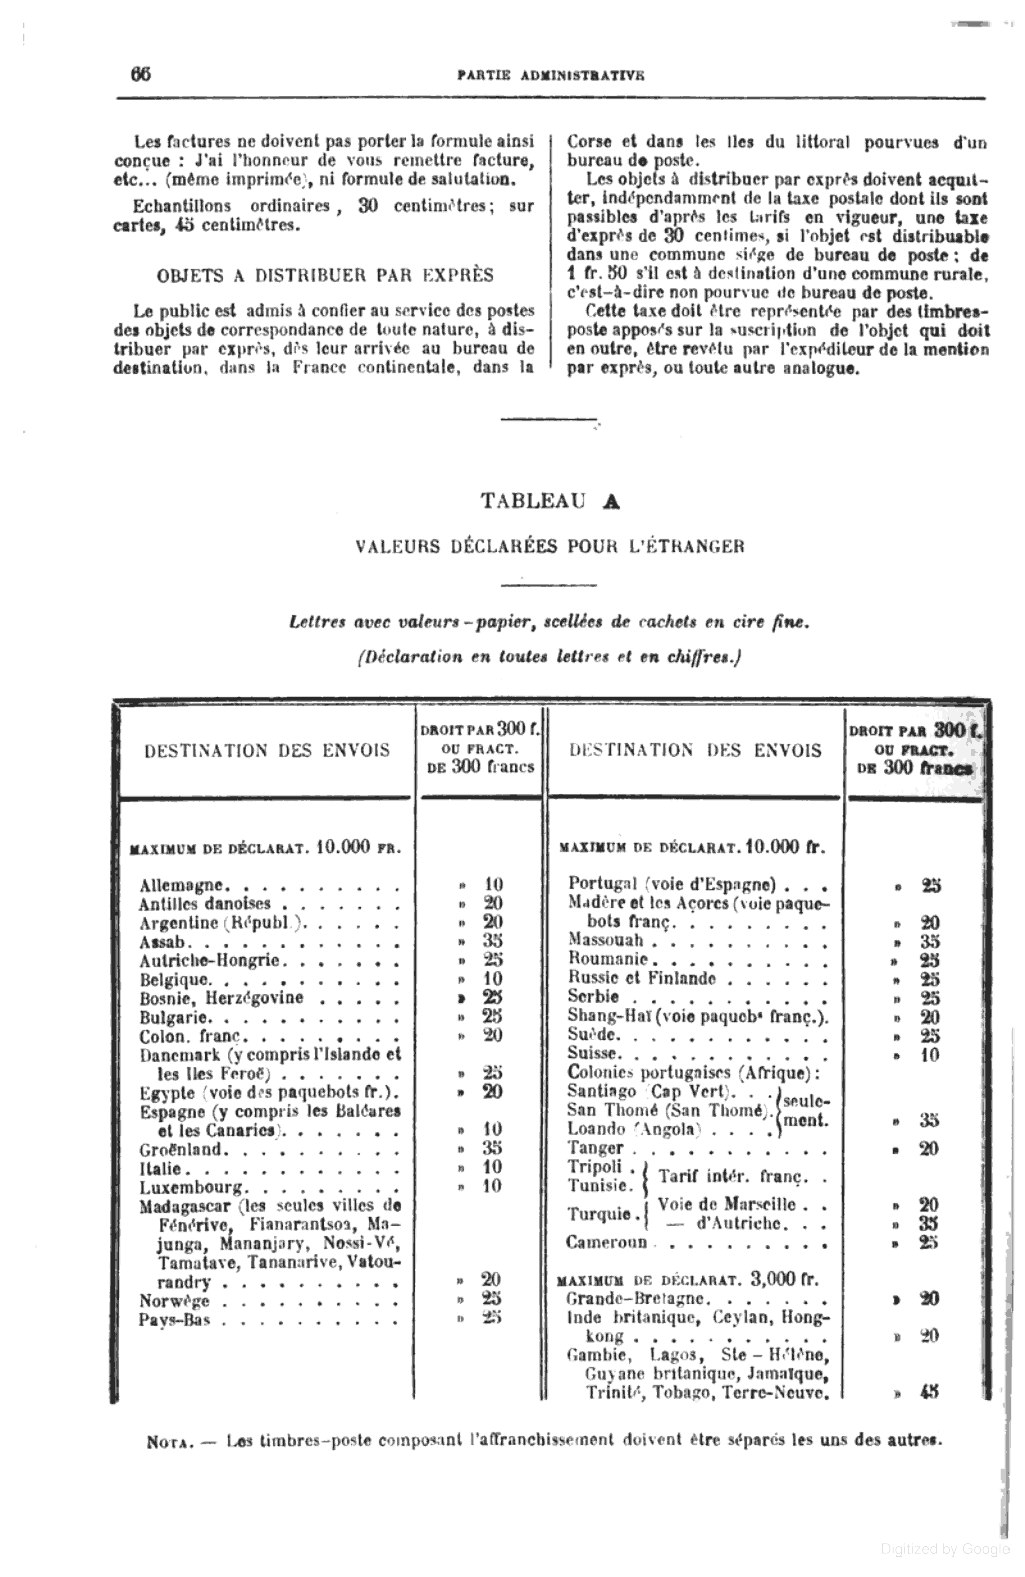 66
PARTIE ADMINISTRATIVE
Les factures ne doivent pas porter la formule ainsi
conçue : J'ai l'honneur de vous remettre facture,
etc... (même imprimée), ni formule de salutation.
Echantillons ordinaires, 30 centimètres; sur
cartes, 45 centimètres.
OBJETS A DISTRIBUER PAR EXPRÈS
Le public est admis à confier au service des postes
des objets de correspondance de toute nature, à dis-
tribuer par exprès, dès leur arrivée au bureau de
destination, dans la France continentale, dans la
Corse et dans les Iles du littoral pourvues d'un
bureau de poste.
Les objets à distribuer par exprès doivent acquit-
ter, indépendamment de la taxe postale dont ils sont
passibles d'après les tarifs en vigueur, une taxe
d'exprès de 30 centimes, si l'objet est distribuable
dans une commune siége de bureau de poste; de
1 fr. 50 s'il est à destination d'une commune rurale,
c'est-à-dire non pourvue de bureau de poste.
Cette taxe doit être représentée par des timbres-
poste apposés sur la suscription de l'objet qui doit
en outre, être revêtu par l'expéditeur de la mention
par exprès, ou toute autre analogue.
TABLEAU A
VALEURS DÉCLARÉES POUR L'ÉTRANGER
Lettres avec valeurs-papier, scellées de cachets en cire fine.
(Déclaration en toutes lettres et en chiffres.)
DESTINATION DES ENVOIS
DROIT PAR 300 f.
OU FRACT.
DE 300 francs
MAXIMUM DE DÉCLARAT. 10.000 FR.
Allemagne. . . . . . . . . . » 10
Antilles danoises . . . . . . . » 20
Argentine (Républ.). . . . . . » 20
Assab. . . . . . . . . . . . » 35
Autriche-Hongrie. . . . . . . » 25
Belgique. . . . . . . . . . . » 10
Bosnie, Herzégovine . . . . . » 25
Bulgarie. . . . . . . . . . . » 25
Colon. franç. . . . . . . . . » 20
Danemark (y compris l'Islande et
les Iles Feroë) . . . . . . . » 25
Egypte (voie des paquebots fr.). » 20
Espagne (y compris les Baléares
et les Canaries). . . . . . . » 10
Groënland. . . . . . . . . . » 35
Italie. . . . . . . . . . . . » 10
Luxembourg. . . . . . . . . » 10
Madagascar (les seules villes de
Fénérive, Fianarantsoa, Ma-
junga, Mananjary, Nossi-Vé,
Tamatave, Tananarive, Vatou-
randry . . . . . . . . . . » 20
Norwège . . . . . . . . . . » 25
Pays-Bas . . . . . . . . . . » 25
DESTINATION DES ENVOIS
DROIT PAR 300 f.
OU FRACT.
DE 300 francs
MAXIMUM DE DÉCLARAT. 10.000 fr.
Portugal (voie d'Espagne) . . . » 25
Madère et les Açores (voie paque-
bots franç. . . . . . . . . » 20
Massouah . . . . . . . . . . » 35
Roumanie. . . . . . . . . . » 25
Russie et Finlande . . . . . . » 25
Serbie . . . . . . . . . . . » 25
Shang-Haï (voie paqueb* franç.). » 20
Suède. . . . . . . . . . . . » 25
Suisse. . . . . . . . . . . . » 10
Colonies portugaises (Afrique) :
Santiago (Cap Vert). . .
San Thomé (San Thomé).
Loando (Angola) . . . .
seule-
ment. » 35
Tanger . . . . . . . . . . . » 20
Tripoli .
Tunisie.
Tarif intér. franç. .
Turquie.
Voie de Marseille . . » 20
— d'Autriche. . . » 35
Cameroun . . . . . . . . . . » 25
MAXIMUM DE DÉCLARAT. 3,000 fr.
Grande-Bretagne. . . . . . . » 20
Inde britanique, Ceylan, Hong-
kong . . . . . . . . . . . » 20
Gambie, Lagos, Ste-Hélène,
Guyane britanique, Jamaïque,
Trinité, Tobago, Terre-Neuve. » 45
NOTA. — Les timbres-poste composant l'affranchissement doivent être séparés les uns des autres.
Digitized by Google